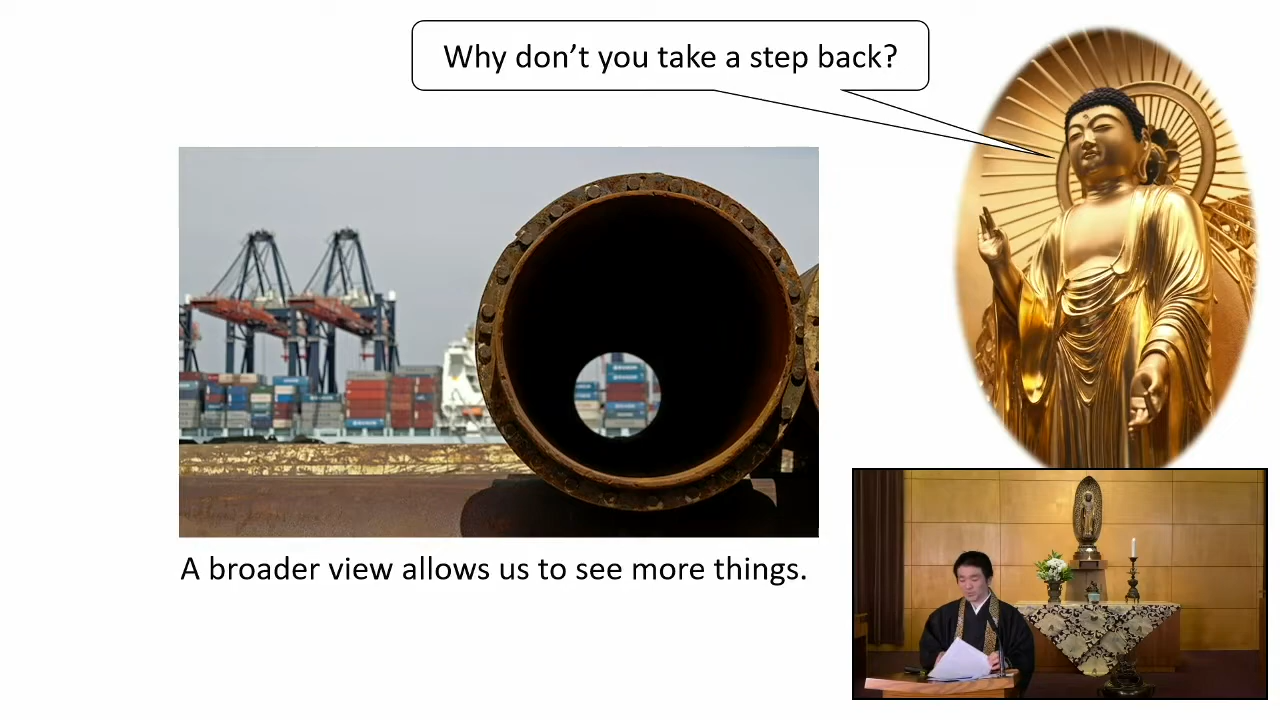 Why don’t you take a step back?
A broader view allows us to see more things.